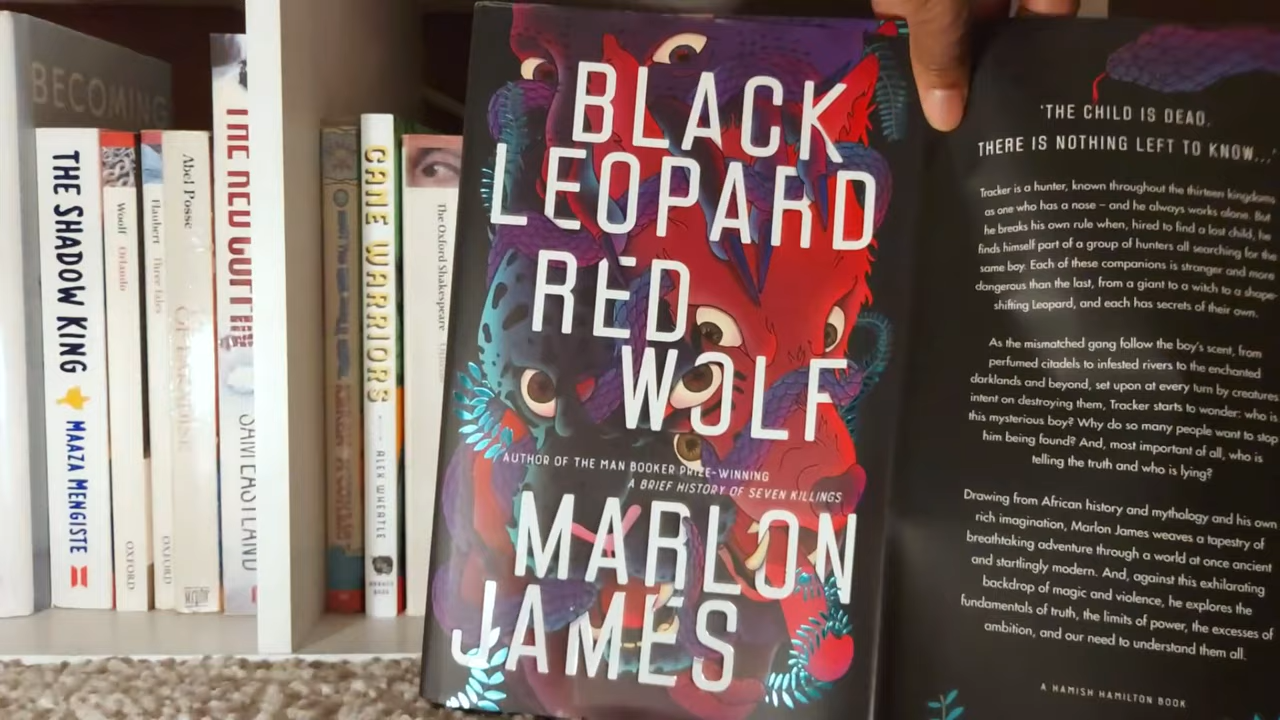 BECOMING
THE SHADOW KING
MAAZA MENGISTE
Woolf
Orlando
OXFORD
Flaubert
Three Tales
OXFORD
Abel Posse
CANE WARRIORS
ALEX WHEATLE
The Oxford Shakespeare
BLACK
LEOPARD
RED
WOLF
AUTHOR OF THE MAN BOOKER PRIZE-WINNING
A BRIEF HISTORY OF SEVEN KILLINGS
MARLON
JAMES
'THE CHILD IS DEAD.
THERE IS NOTHING LEFT TO KNOW...'
Tracker is a hunter, known throughout the thirteen kingdoms
as one who has a nose – and he always works alone. But
he breaks his own rule when, hired to find a lost child, he
finds himself part of a group of hunters all searching for the
same boy. Each of these companions is stranger and more
dangerous than the last, from a giant to a witch to a shape-
shifting Leopard, and each has secrets of their own.
As the mismatched gang follow the boy's scent, from
perfumed citadels to infested rivers to the enchanted
darklands and beyond, set upon at every turn by creatures
intent on destroying them, Tracker starts to wonder: who is
this mysterious boy? Why do so many people want to stop
him being found? And, most important of all, who is
telling the truth and who is lying?
Drawing from African history and mythology and his own
rich imagination, Marlon James weaves a tapestry of
breathtaking adventure through a world at once ancient
and startlingly modern. And, against this exhilarating
backdrop of magic and violence, he explores the
fundamentals of truth, the limits of power, the excesses of
ambition, and our need to understand them all.
A HAMISH HAMILTON BOOK